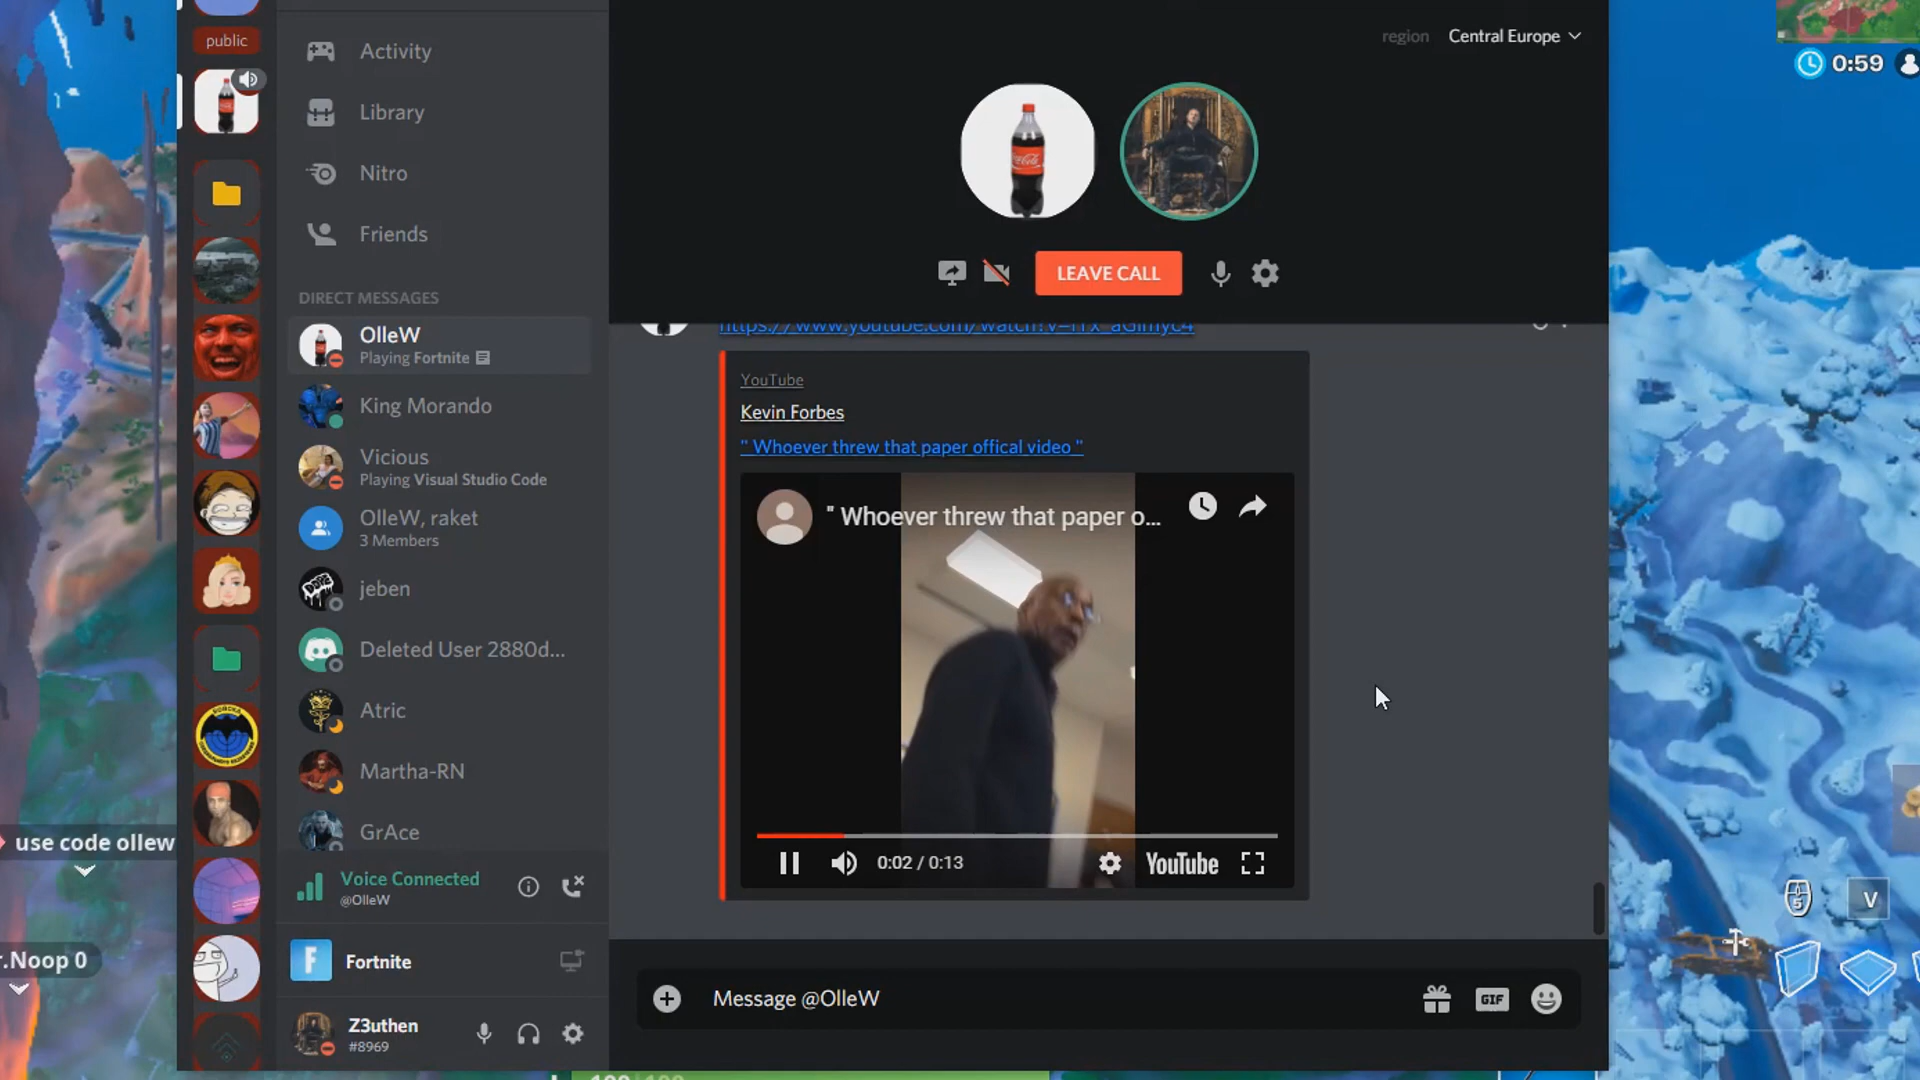 public
Activity
Library
Nitro
Friends
DIRECT MESSAGES
OlleW
Playing Fortnite
King Morando
Vicious
Playing Visual Studio Code
OlleW, raket
3 Members
jeben
Deleted User 2880d...
Atric
Martha-RN
GrAce
Voice Connected
@OlleW
Fortnite
Z3uthen
#8969
region Central Europe
Coca-Cola
LEAVE CALL
YouTube
Kevin Forbes
" Whoever threw that paper offical video "
" Whoever threw that paper o...
0:02 / 0:13
YouTube
Message @OlleW
GIF
use code ollew
r.Noop 0
0:59
5
V